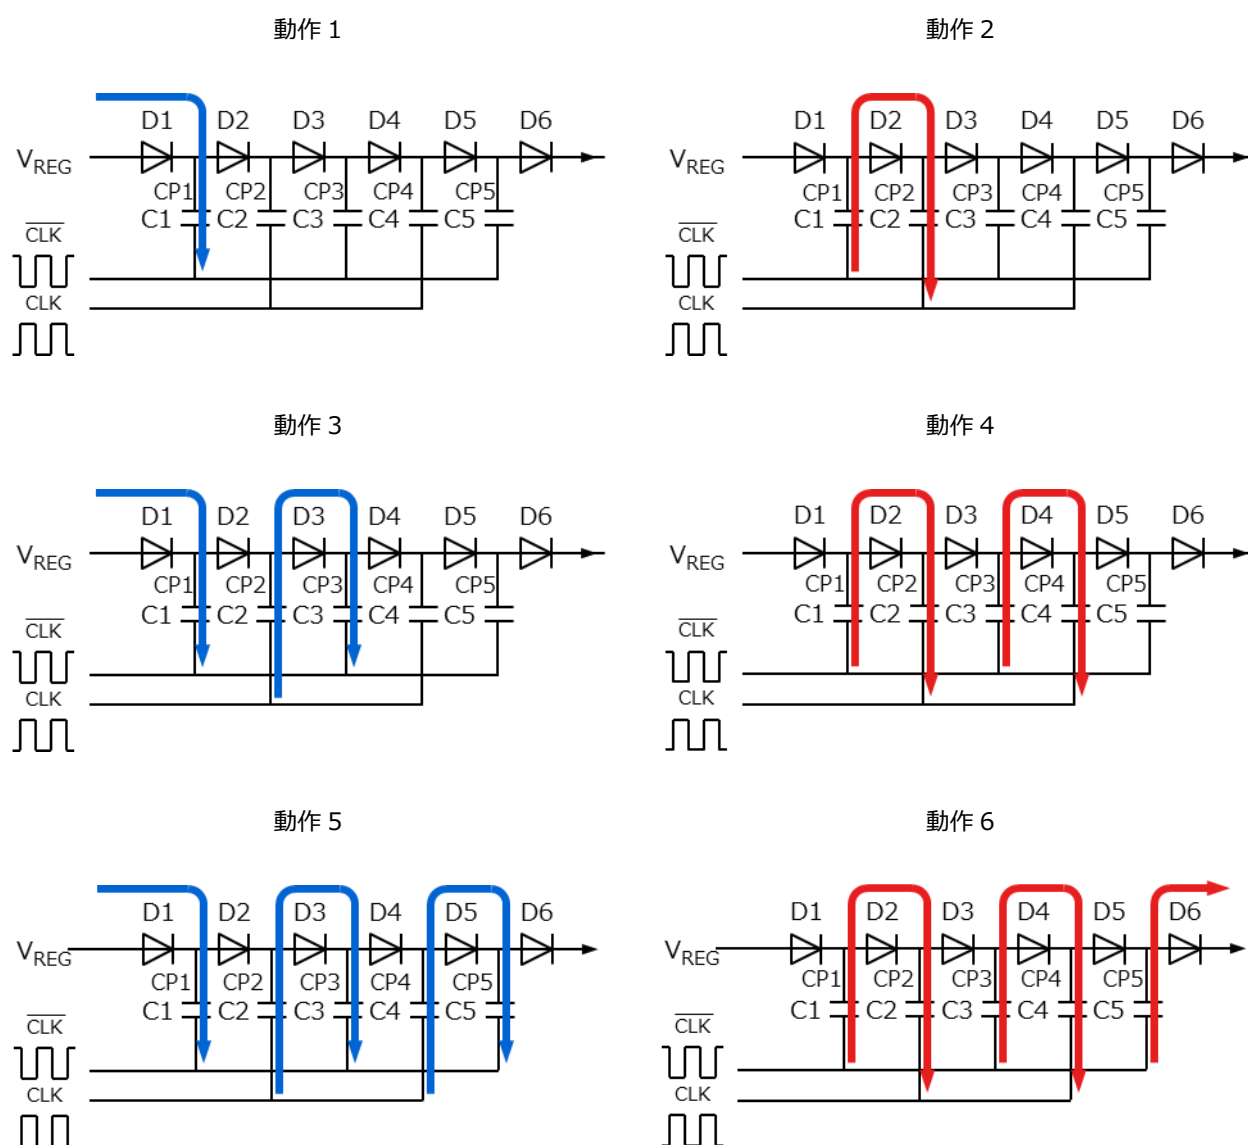 動作 1
D1 D2 D3 D4 D5 D6
VREG
CP1 CP2 CP3 CP4 CP5
C1 C2 C3 C4 C5
CLK
CLK
動作 2
D1 D2 D3 D4 D5 D6
VREG
CP1 CP2 CP3 CP4 CP5
C1 C2 C3 C4 C5
CLK
CLK
動作 3
D1 D2 D3 D4 D5 D6
VREG
CP1 CP2 CP3 CP4 CP5
C1 C2 C3 C4 C5
CLK
CLK
動作 4
D1 D2 D3 D4 D5 D6
VREG
CP1 CP2 CP3 CP4 CP5
C1 C2 C3 C4 C5
CLK
CLK
動作 5
D1 D2 D3 D4 D5 D6
VREG
CP1 CP2 CP3 CP4 CP5
C1 C2 C3 C4 C5
CLK
CLK
動作 6
D1 D2 D3 D4 D5 D6
VREG
CP1 CP2 CP3 CP4 CP5
C1 C2 C3 C4 C5
CLK
CLK